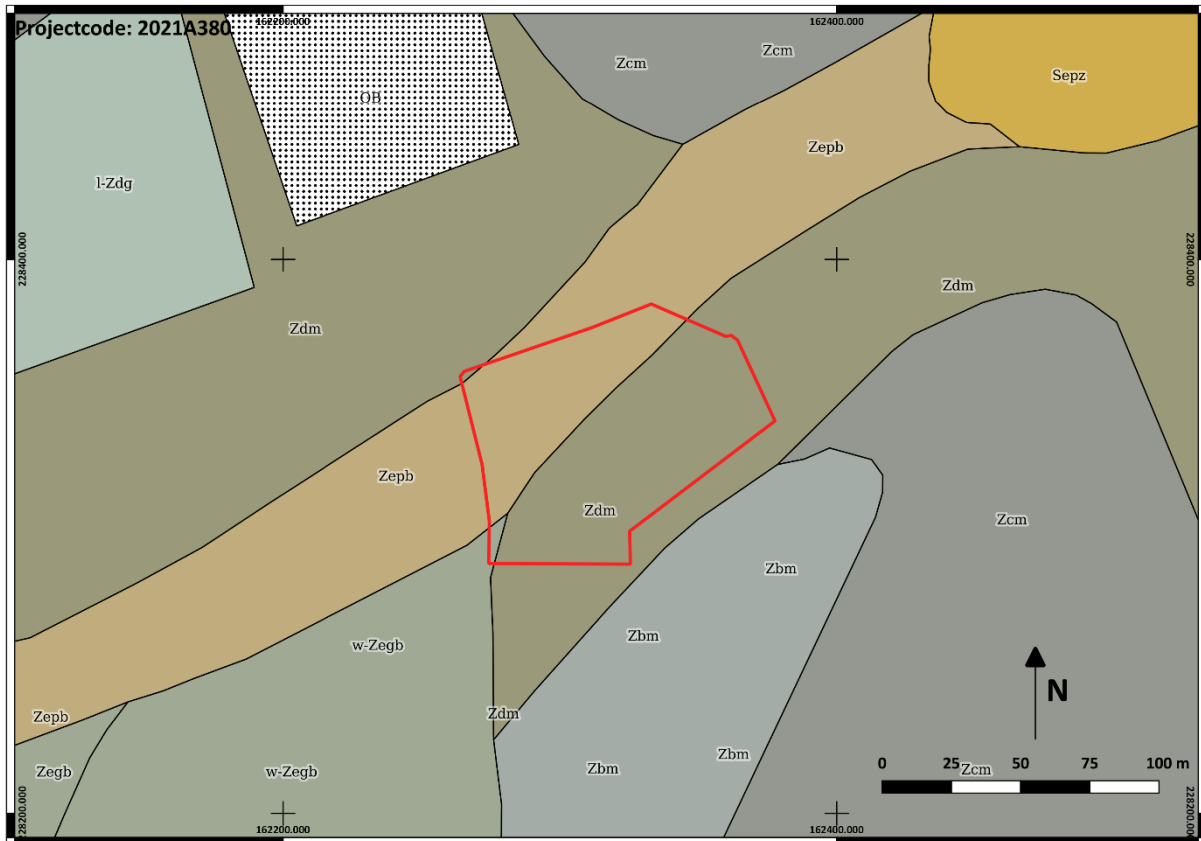 Projectcode: 2021A380
162200.000
162400.000
Zcm
Zcm
Sepz
OB
Zepb
l-Zdg
228400.000
228400.000
Zdm
Zdm
Zepb
Zdm
Zcm
Zbm
Zbm
w-Zegb
N
Zepb
Zdm
Zbm
Zbm
Zegb
w-Zegb
0 25 50 75 100 m
Zcm
228200.000
228200.000
162200.000
162400.000